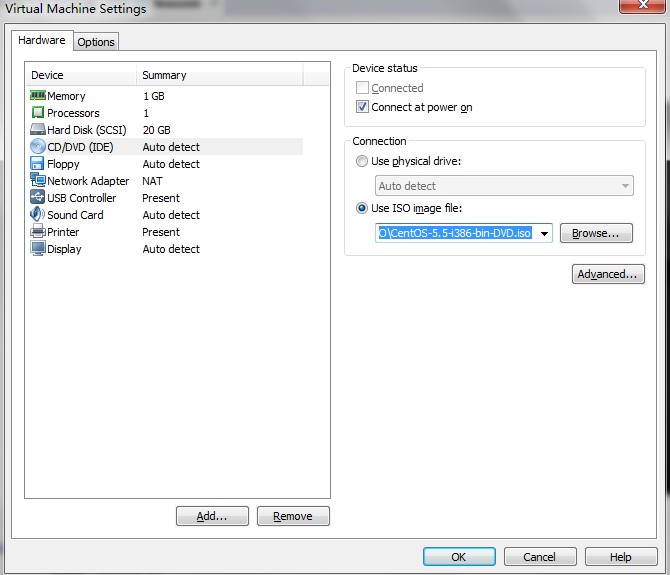 Virtual Machine Settings
Hardware
Options
Device Summary
Memory 1 GB
Processors 1
Hard Disk (SCSI) 20 GB
CD/DVD (IDE) Auto detect
Floppy Auto detect
Network Adapter NAT
USB Controller Present
Sound Card Auto detect
Printer Present
Display Auto detect
Add...
Remove
Device status
Connected
Connect at power on
Connection
Use physical drive:
Auto detect
Use ISO image file:
O\CentOS-5.5-i386-bin-DVD.iso
Browse...
Advanced...
OK
Cancel
Help